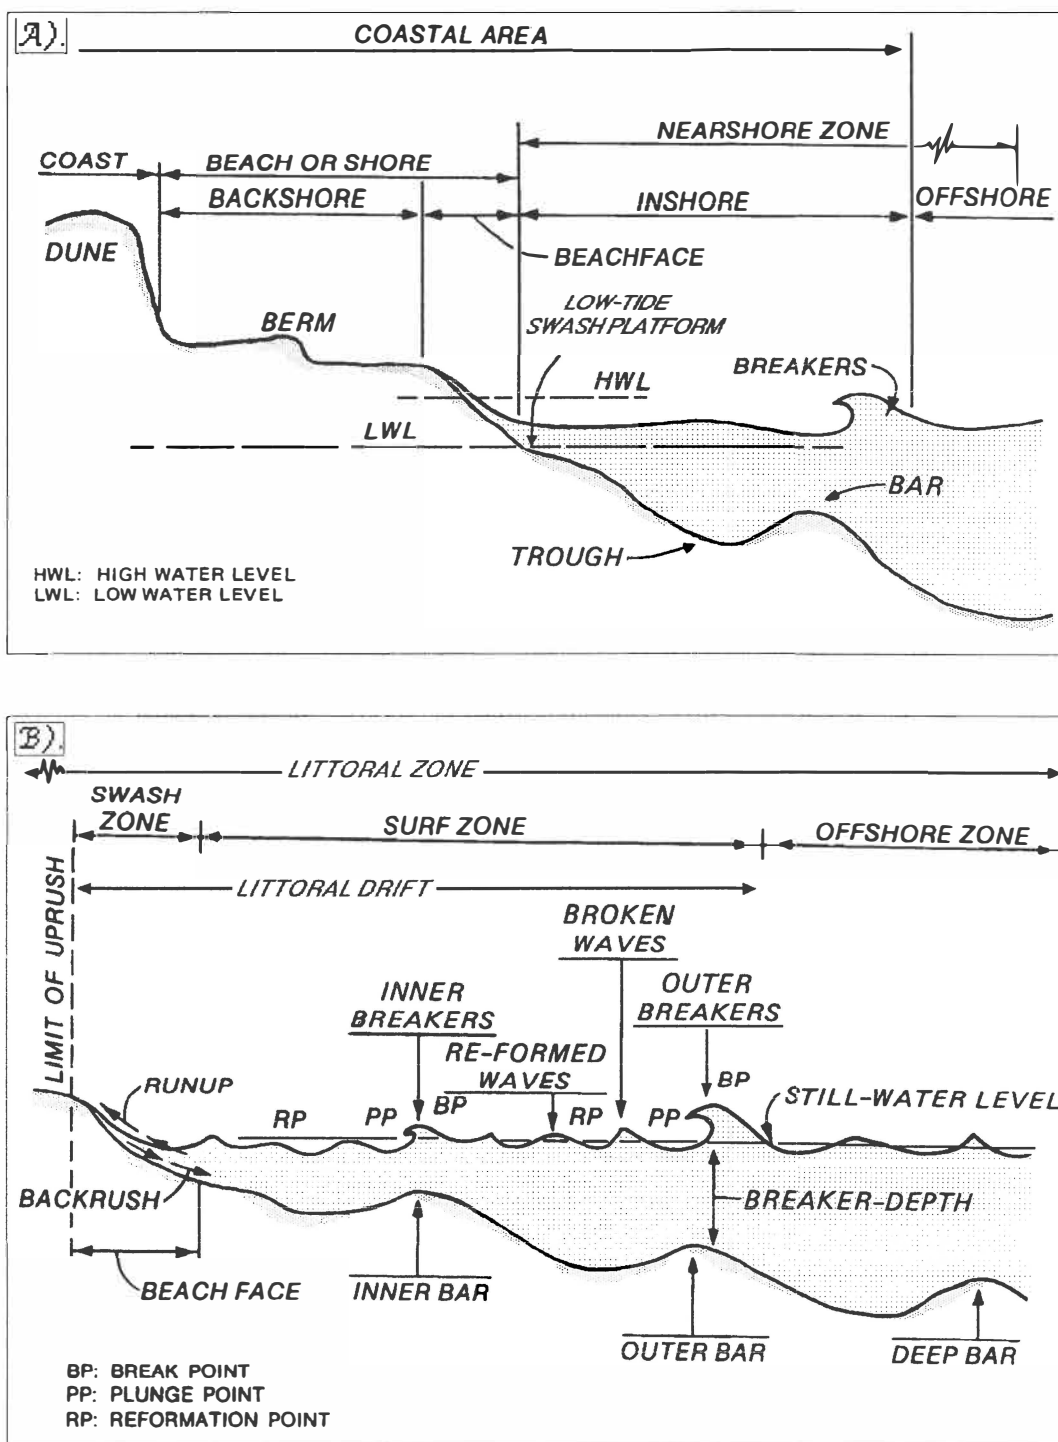 A).
COASTAL AREA
NEARSHORE ZONE
COAST
BEACH OR SHORE
BACKSHORE
INSHORE
OFFSHORE
DUNE
BEACHFACE
LOW-TIDE
SWASH PLATFORM
BERM
BREAKERS
HWL
LWL
BAR
TROUGH
HWL: HIGH WATER LEVEL
LWL: LOW WATER LEVEL
B).
LITTORAL ZONE
SWASH
ZONE
SURF ZONE
OFFSHORE ZONE
LITTORAL DRIFT
LIMIT OF UPRUSH
BROKEN
WAVES
INNER
BREAKERS
OUTER
BREAKERS
RE-FORMED
WAVES
RUNUP
RP
PP
BP
RP
PP
BP
STILL-WATER LEVEL
BACKRUSH
BREAKER-DEPTH
BEACH FACE
INNER BAR
OUTER BAR
DEEP BAR
BP: BREAK POINT
PP: PLUNGE POINT
RP: REFORMATION POINT